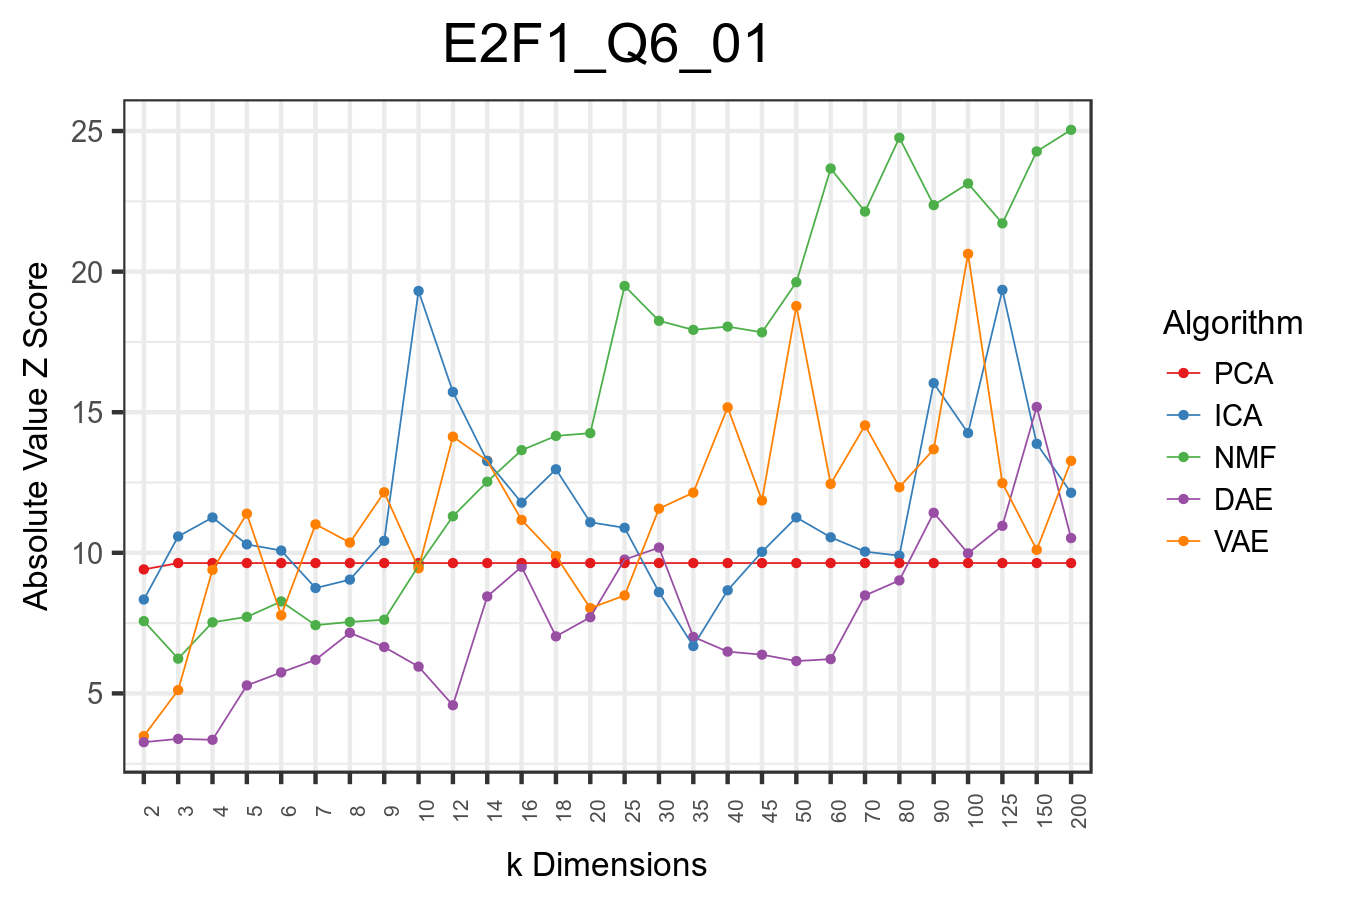 E2F1_Q6_01
Absolute Value Z Score
25
20
15
10
5
2 3 4 5 6 7 8 9 10 12 14 16 18 20 25 30 35 40 45 50 60 70 80 90 100 125 150 200
k Dimensions
Algorithm
PCA
ICA
NMF
DAE
VAE